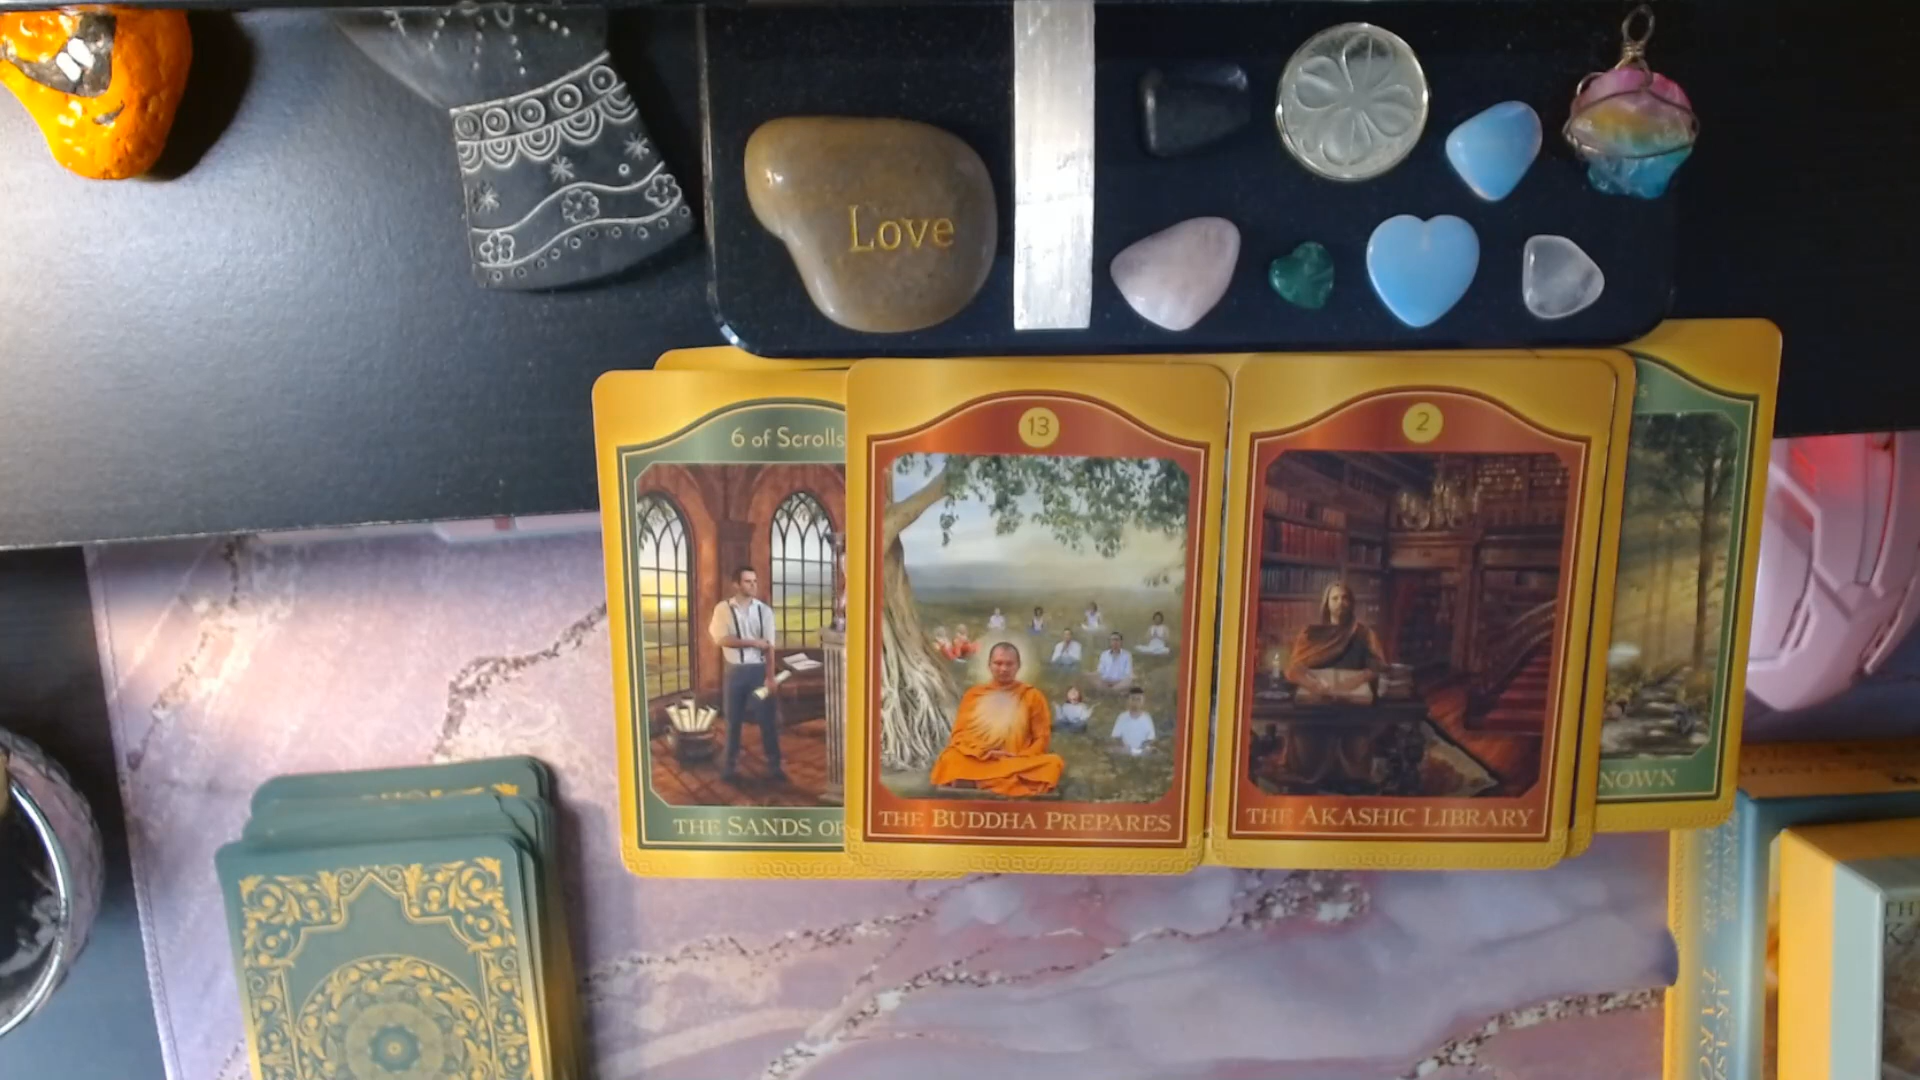 Love
6 of Scrolls
13
2
THE SANDS OF
THE BUDDHA PREPARES
THE AKASHIC LIBRARY
NOWN